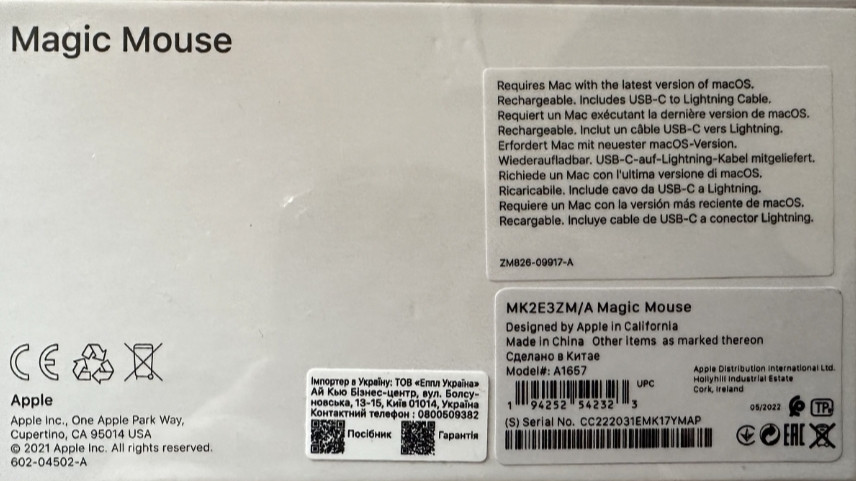 Magic Mouse
Requires Mac with the latest version of macOS.
Rechargeable. Includes USB-C to Lightning Cable.
Requiert un Mac exécutant la dernière version de macOS.
Rechargeable. Inclut un câble USB-C vers Lightning.
Erfordert Mac mit neuester macOS-Version.
Wiederaufladbar. USB-C-auf-Lightning-Kabel mitgeliefert.
Richiede un Mac con l'ultima versione di macOS.
Ricaricabile. Include cavo da USB-C a Lightning.
Requiere un Mac con la versión más reciente de macOS.
Recargable. Incluye cable de USB-C a conector Lightning.
ZM826-09917-A
MK2E3ZM/A Magic Mouse
Designed by Apple in California
Made in China Other items as marked thereon
Сделано в Китае
Model#: A1657
UPC
1 94252 54232 3
(S) Serial No. CC222031EMK17YMAP
Apple Distribution International Ltd.
Hollyhill Industrial Estate
Cork, Ireland
05/2022
ТР
EAC
Імпортер в Україну: ТОВ «Еппл Україна»
Ай Кью Бізнес-центр, вул. Болсу-
новська, 13-15, Київ 01014, Україна
Контактний телефон : 0800509382
Посібник
Гарантія
CE
Apple
Apple Inc., One Apple Park Way,
Cupertino, CA 95014 USA
© 2021 Apple Inc. All rights reserved.
602-04502-A